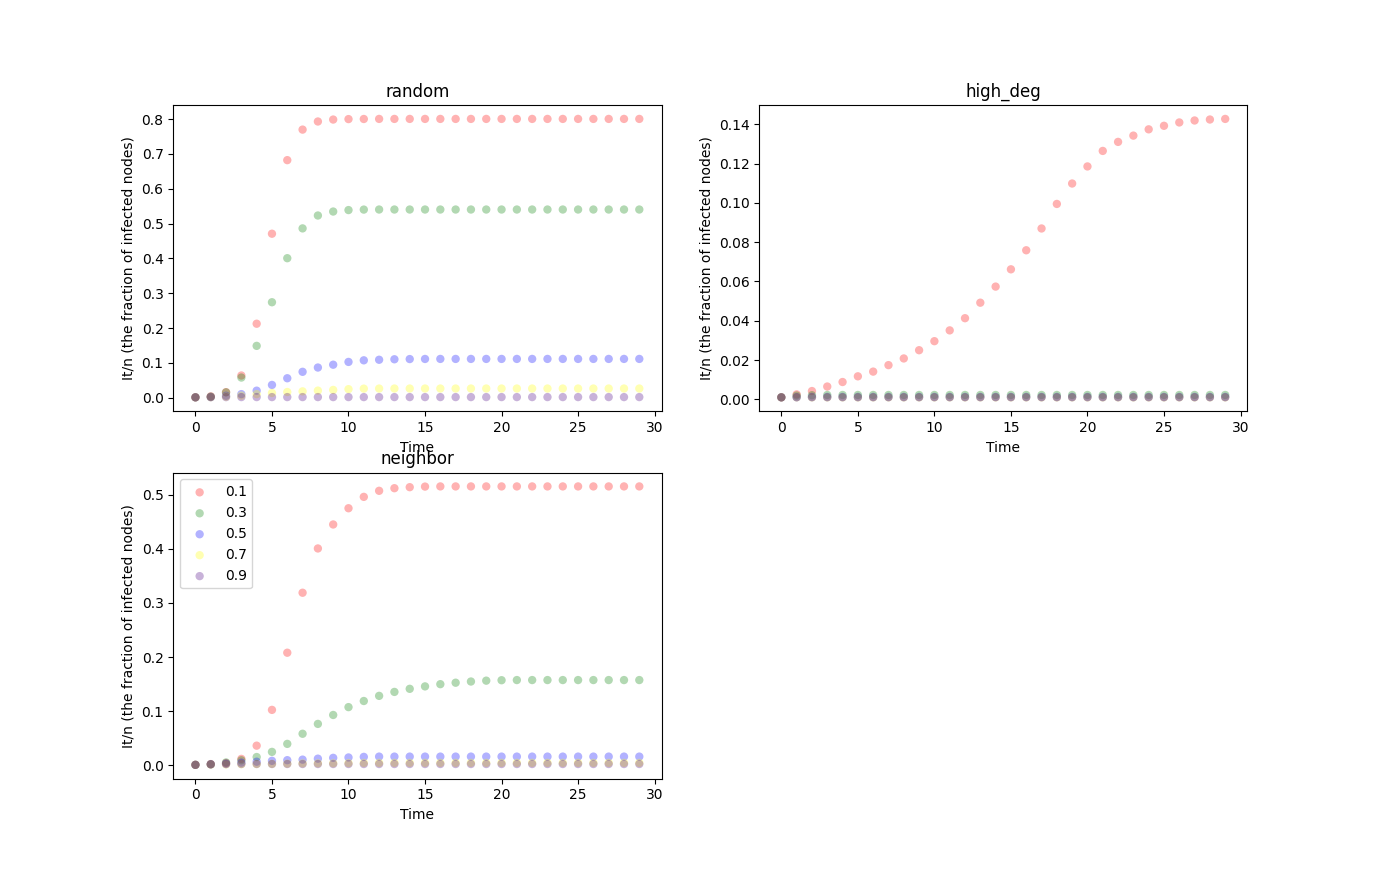 random
It/n (the fraction of infected nodes)
0.8
0.7
0.6
0.5
0.4
0.3
0.2
0.1
0.0
0 5 10 15 20 25 30
Time
high_deg
It/n (the fraction of infected nodes)
0.14
0.12
0.10
0.08
0.06
0.04
0.02
0.00
0 5 10 15 20 25 30
Time
neighbor
It/n (the fraction of infected nodes)
0.5
0.4
0.3
0.2
0.1
0.0
0.1
0.3
0.5
0.7
0.9
0 5 10 15 20 25 30
Time